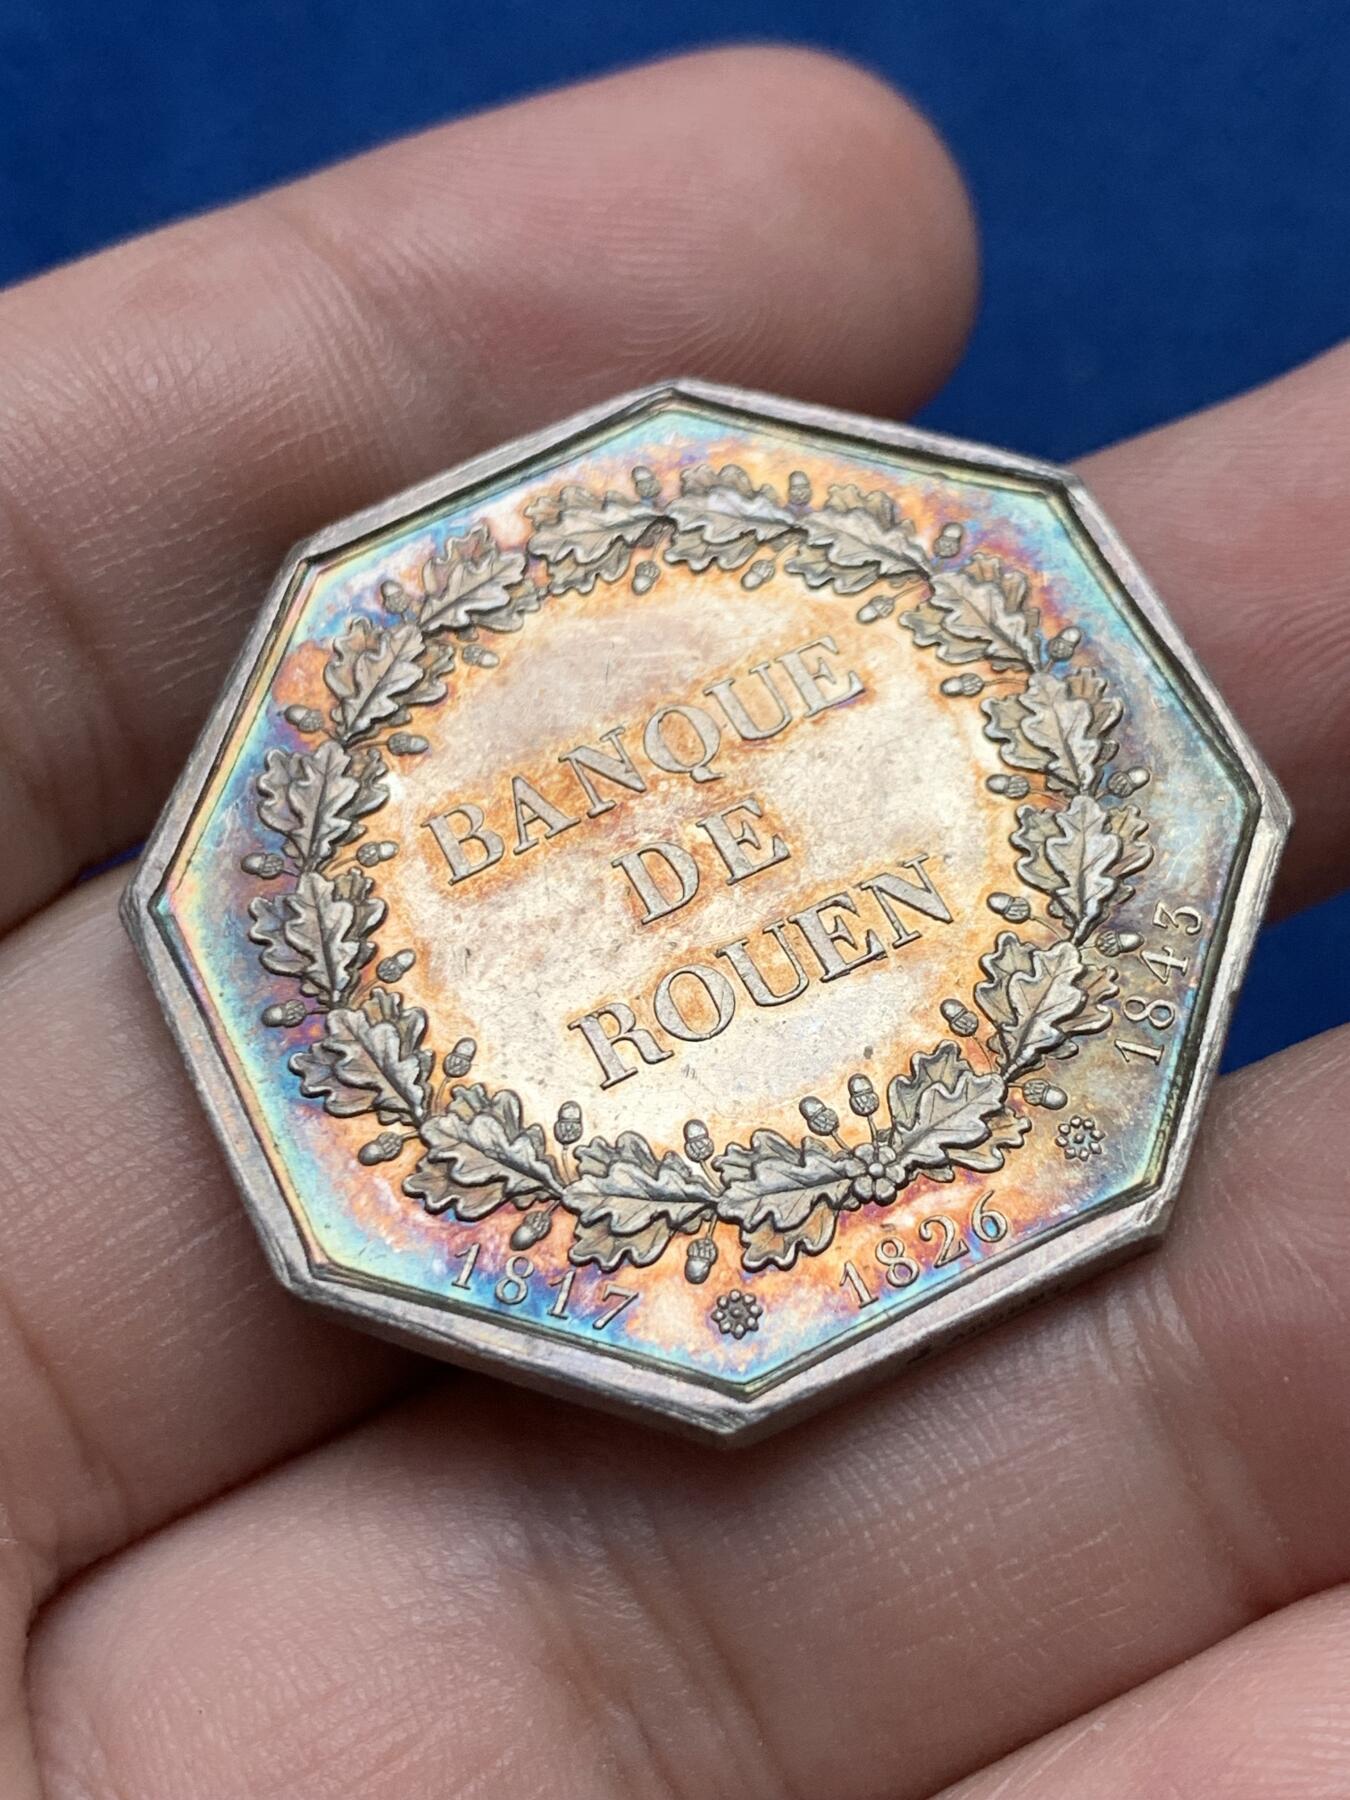 BANQUE
DE
ROUEN
1817 1826 1843